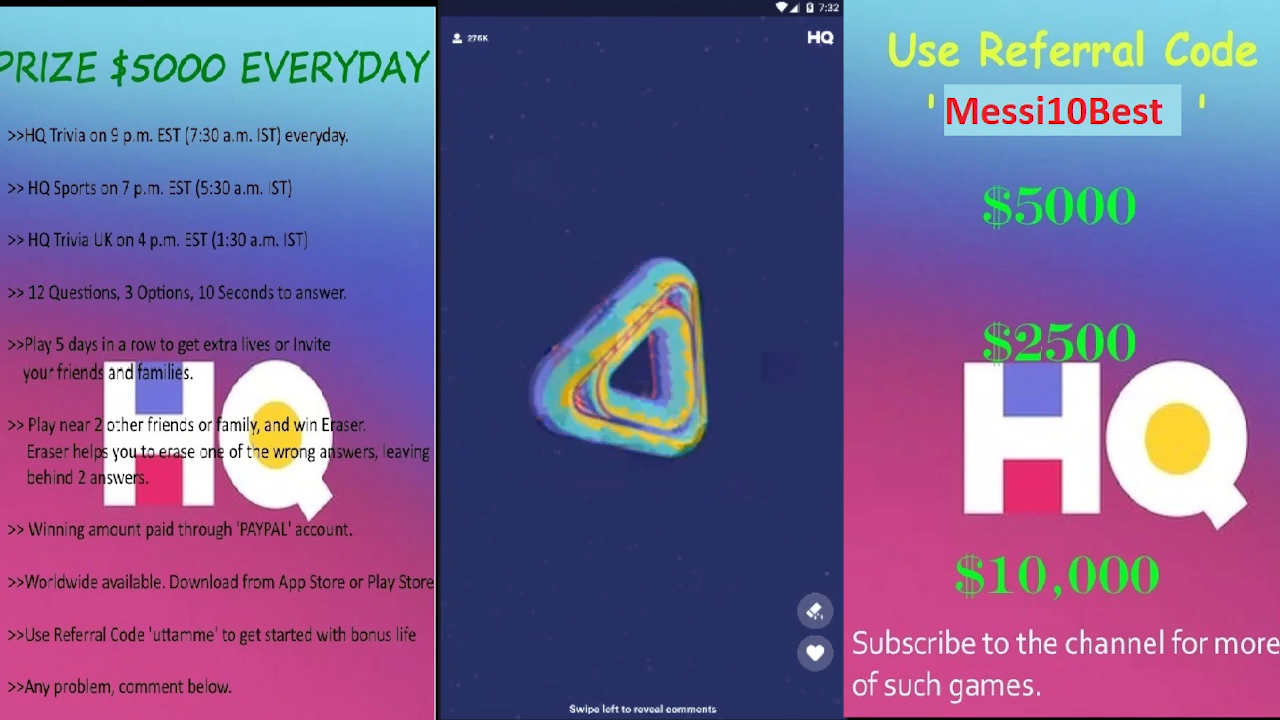 PRIZE $5000 EVERYDAY
>>HQ Trivia on 9 p.m. EST (7:30 a.m. IST) everyday.
>> HQ Sports on 7 p.m. EST (5:30 a.m. IST)
>> HQ Trivia UK on 4 p.m. EST (1:30 a.m. IST)
>> 12 Questions, 3 Options, 10 Seconds to answer.
>>Play 5 days in a row to get extra lives or Invite
your friends and families.
>> Play near 2 other friends or family, and win Eraser.
Eraser helps you to erase one of the wrong answers, leaving
behind 2 answers.
>> Winning amount paid through 'PAYPAL' account.
>>Worldwide available. Download from App Store or Play Store
>>Use Referral Code 'uttamme' to get started with bonus life
>>Any problem, comment below.
HQ
7:32
276K
HQ
Swipe left to reveal comments
Use Referral Code
' Messi10Best '
$5000
$2500
HQ
$10,000
Subscribe to the channel for more
of such games.